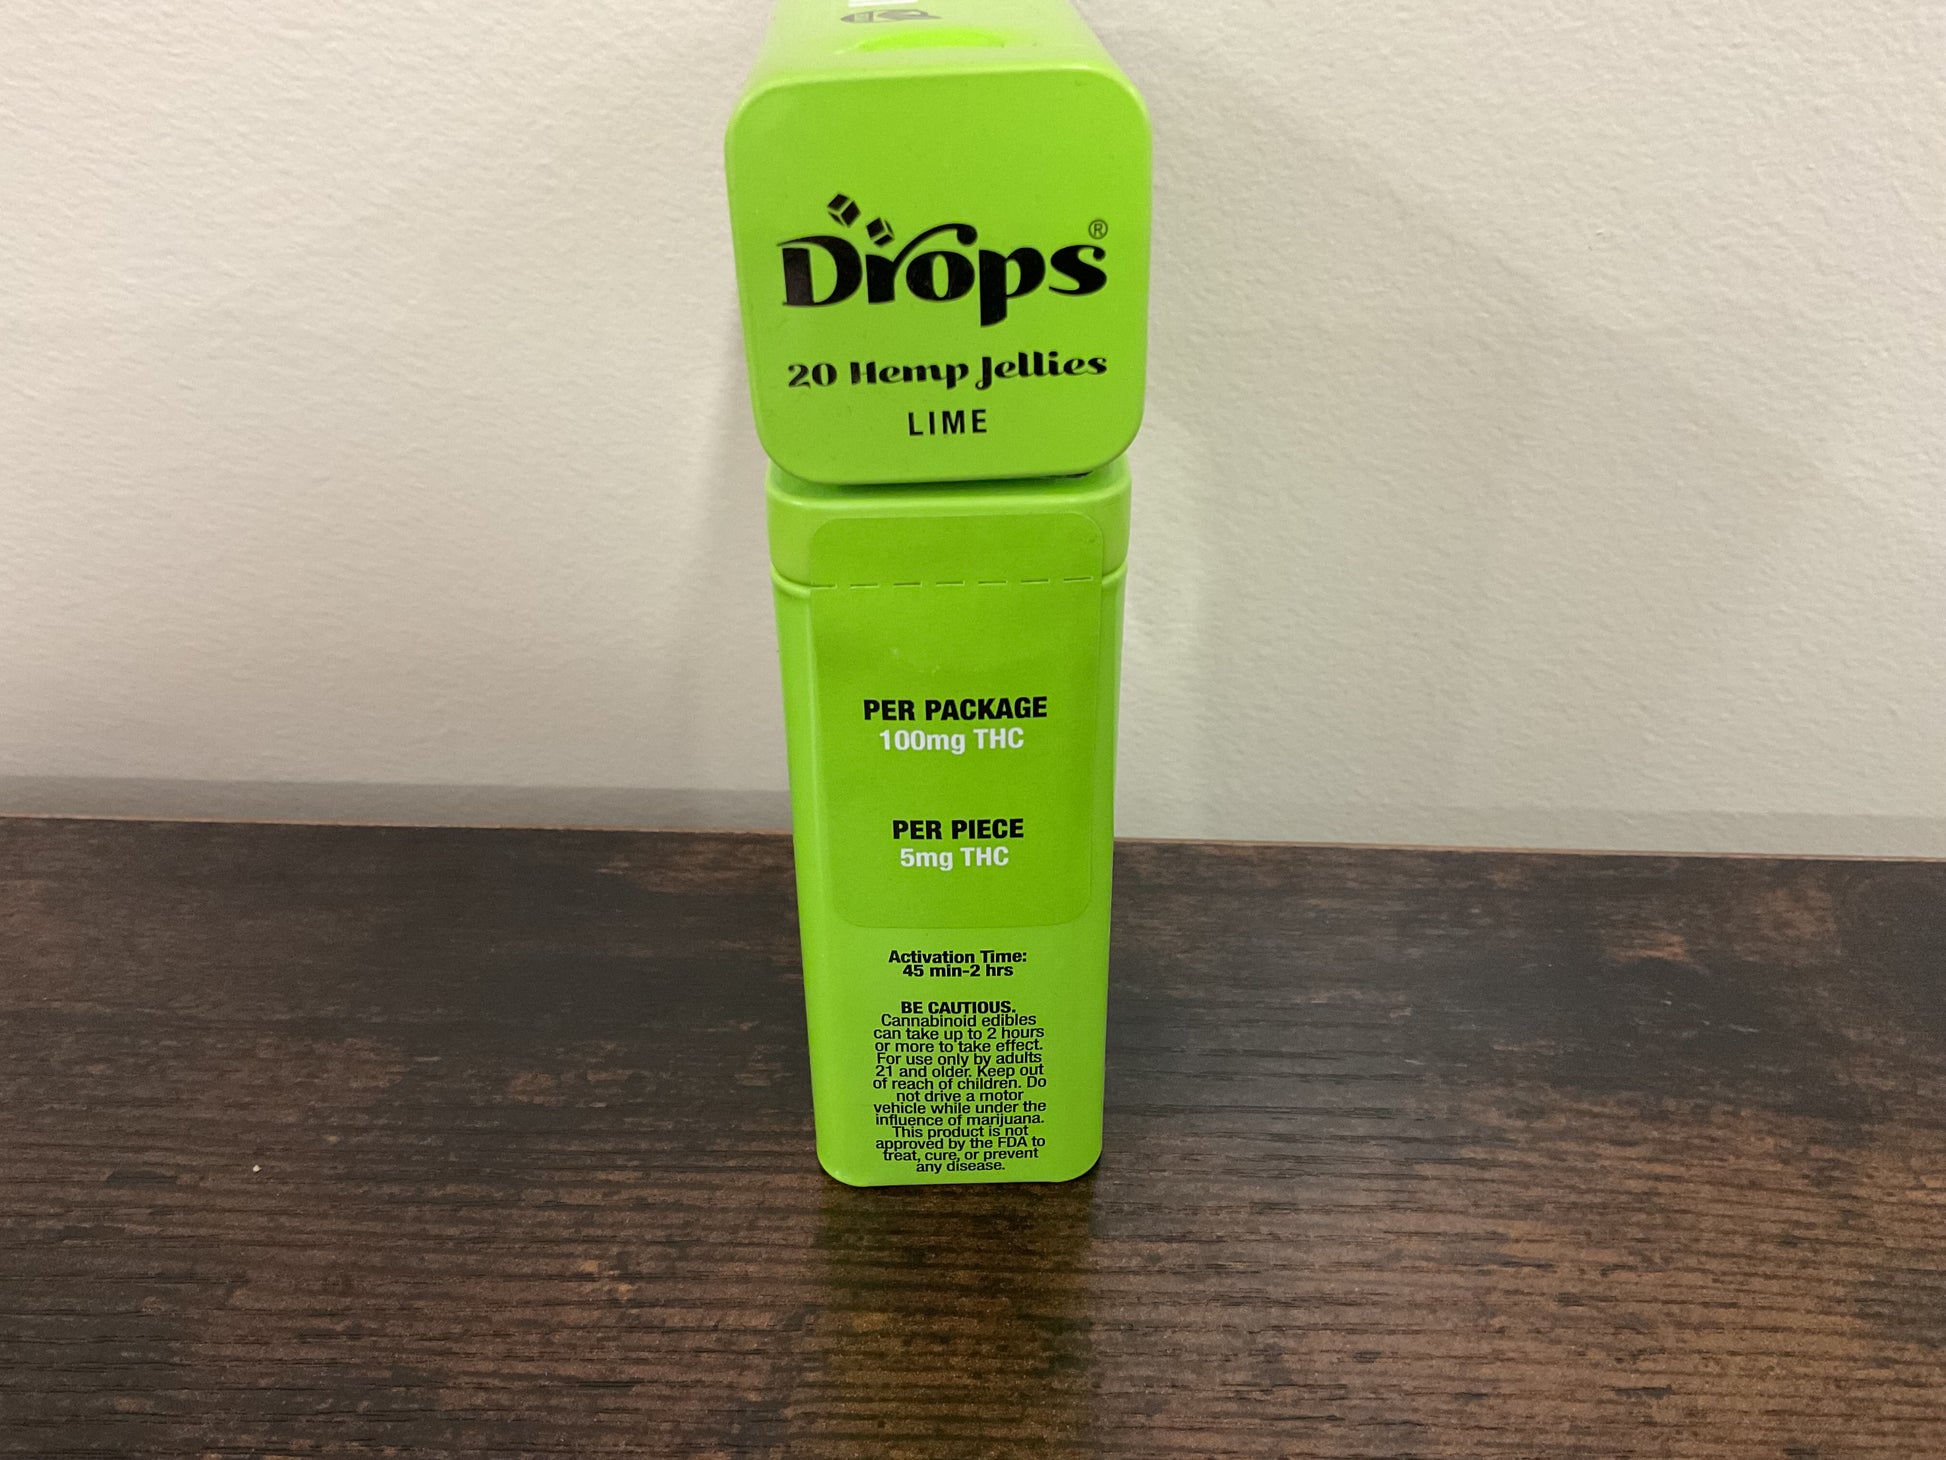 Drops®
20 Hemp Jellies
LIME
PER PACKAGE
100mg THC
PER PIECE
5mg THC
Activation Time:
45 min-2 hrs
BE CAUTIOUS.
Cannabinoid edibles
can take up to 2 hours
or more to take effect.
For use only by adults
21 and older. Keep out
of reach of children. Do
not drive a motor
vehicle while under the
influence of marijuana.
This product is not
approved by the FDA to
treat, cure, or prevent
any disease.